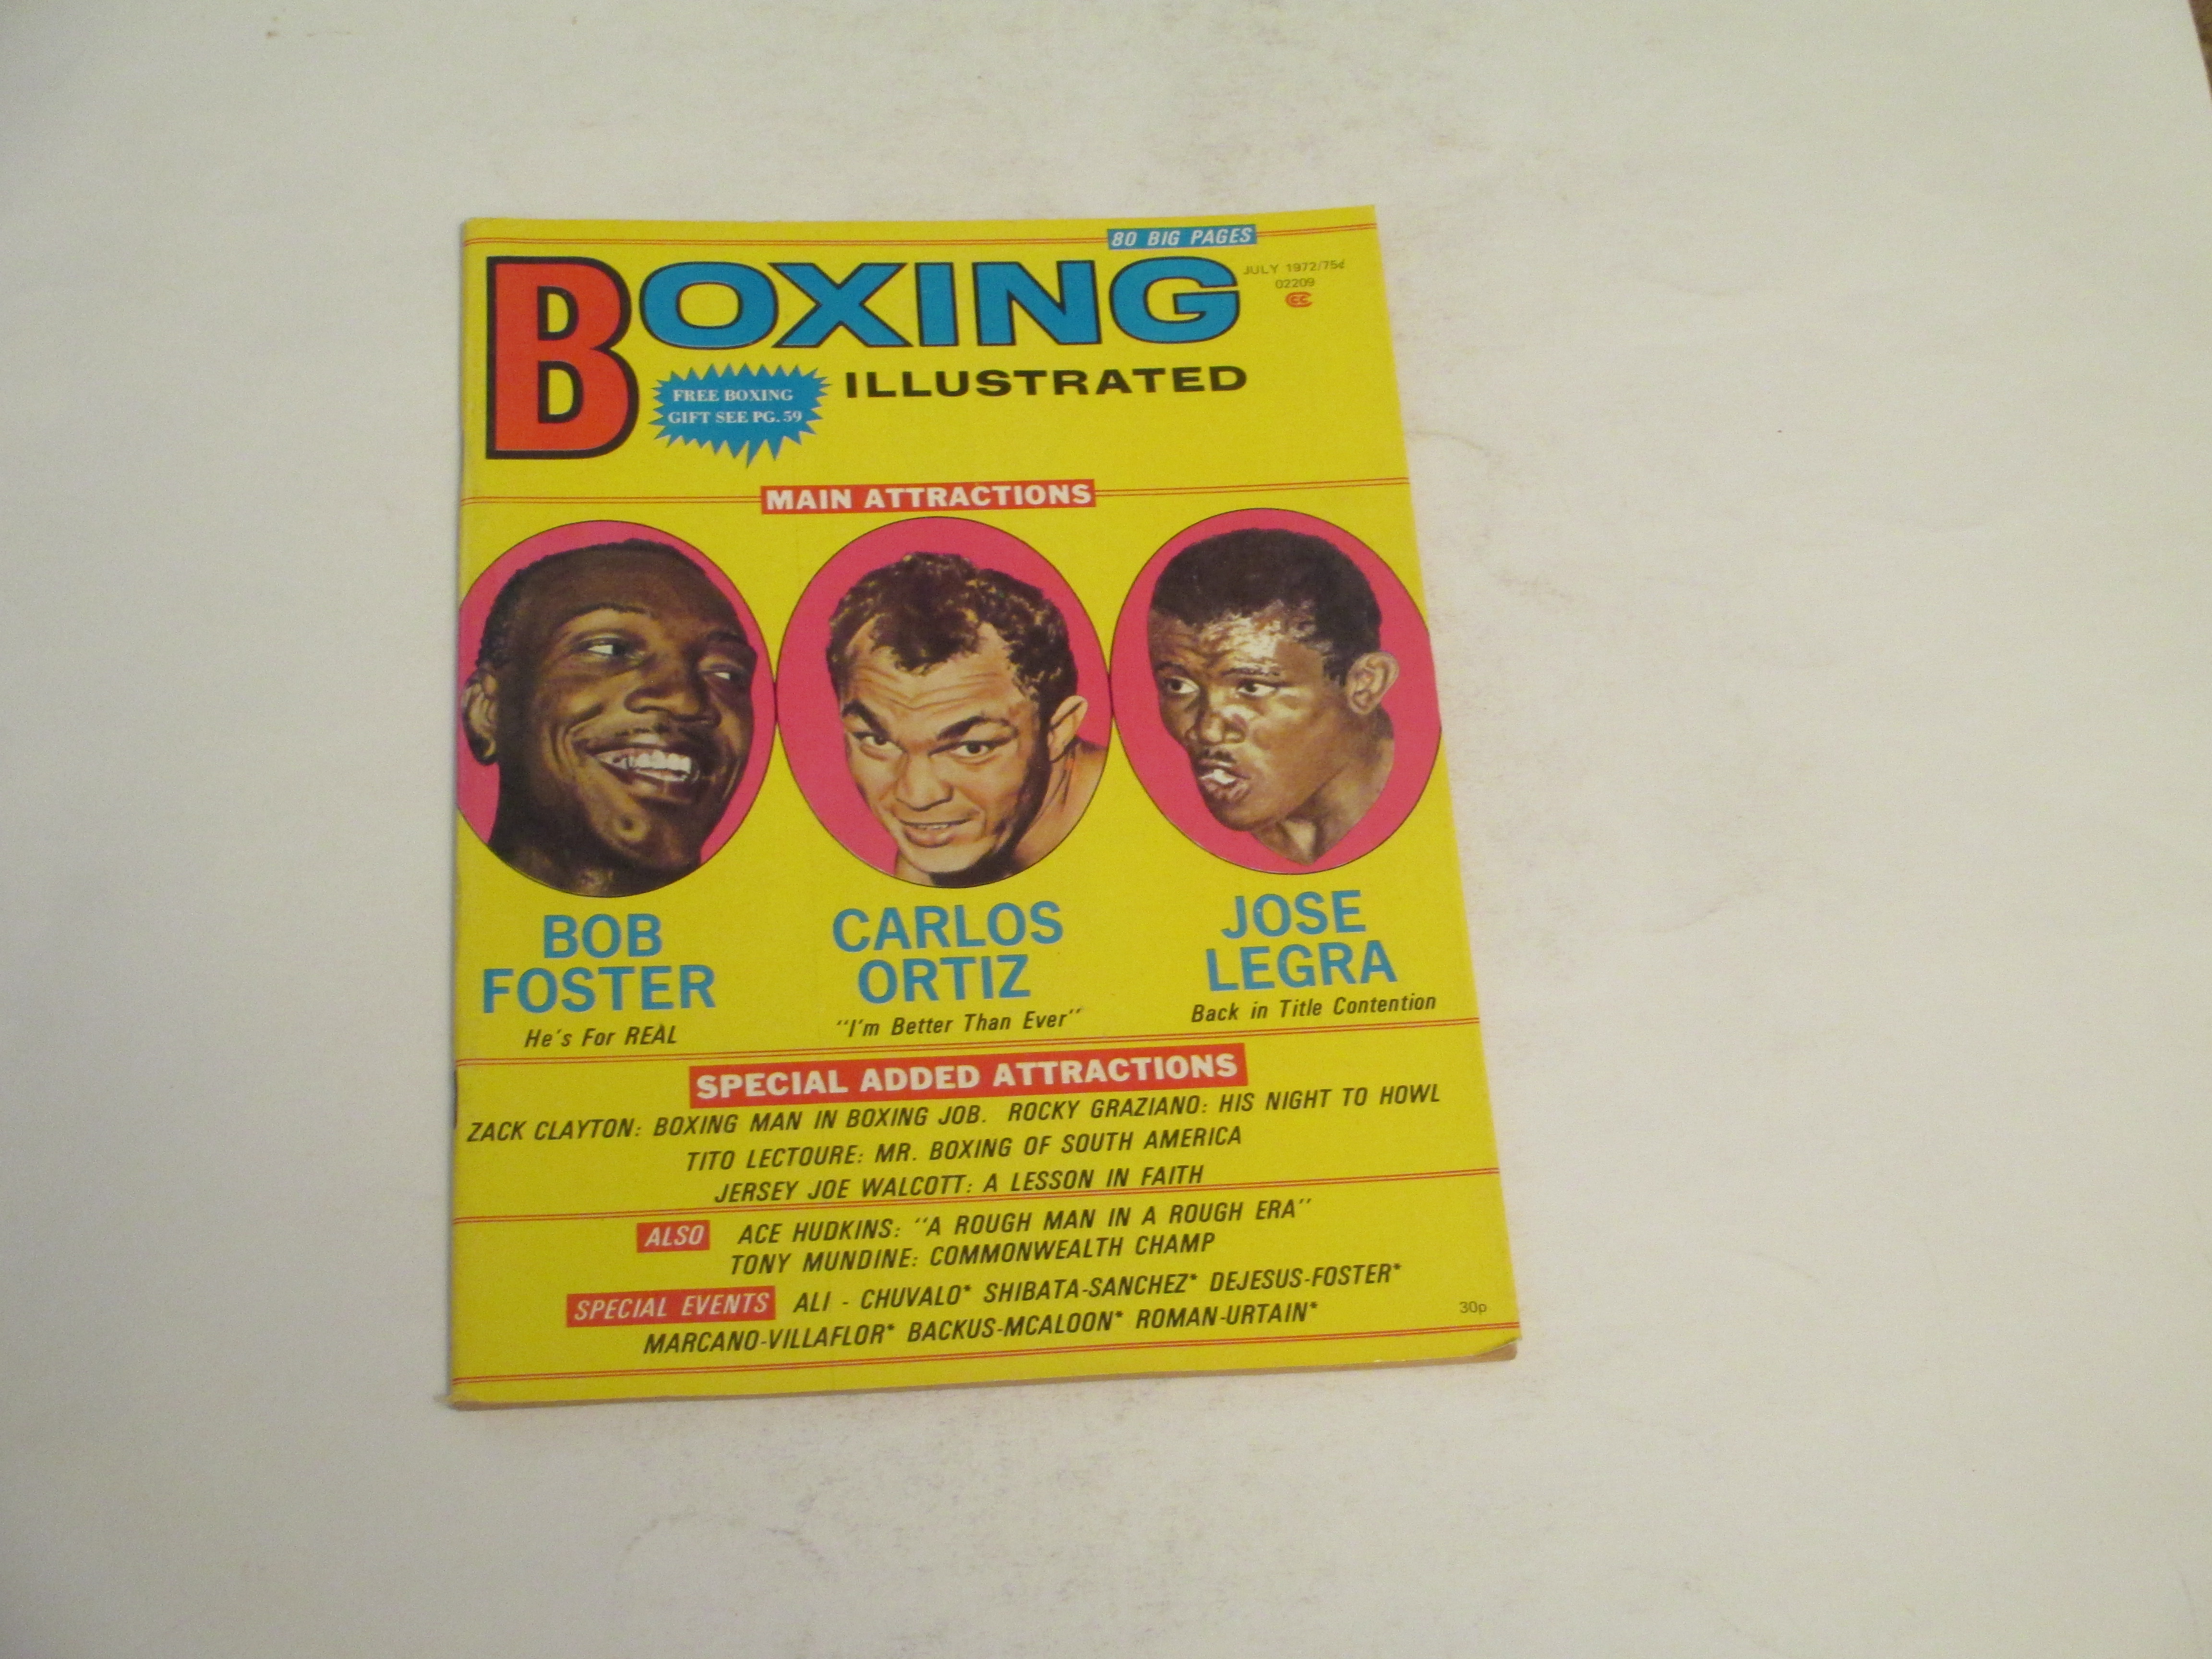 80 BIG PAGES
BOXING
JULY 1972/75¢
02209
CC
ILLUSTRATED
FREE BOXING
GIFT SEE PG. 59
MAIN ATTRACTIONS
BOB
FOSTER
He's For REAL
CARLOS
ORTIZ
"I'm Better Than Ever"
JOSE
LEGRA
Back in Title Contention
SPECIAL ADDED ATTRACTIONS
ZACK CLAYTON: BOXING MAN IN BOXING JOB. ROCKY GRAZIANO: HIS NIGHT TO HOWL
TITO LECTOURE: MR. BOXING OF SOUTH AMERICA
JERSEY JOE WALCOTT: A LESSON IN FAITH
ALSO ACE HUDKINS: "A ROUGH MAN IN A ROUGH ERA"
TONY MUNDINE: COMMONWEALTH CHAMP
SPECIAL EVENTS ALI - CHUVALO* SHIBATA-SANCHEZ* DEJESUS-FOSTER*
MARCANO-VILLAFLOR* BACKUS-MCALOON* ROMAN-URTAIN*
30p